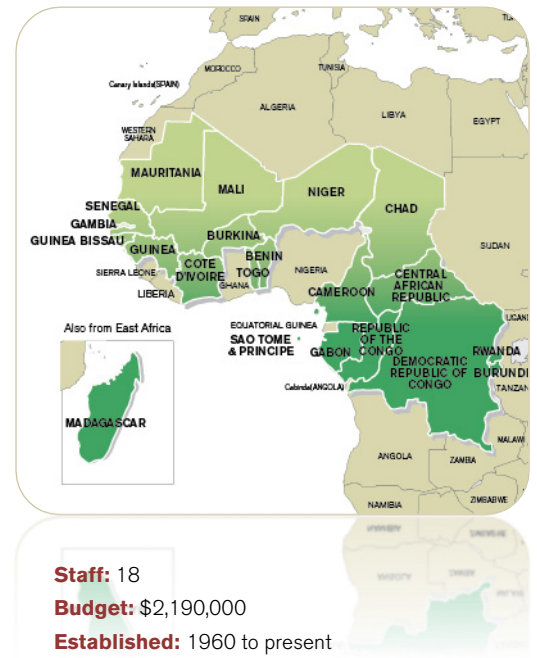 SPAIN
MOROCCO
TUNISIA
Canary Islands(SPAIN)
ALGERIA
LIBYA
EGYPT
WESTERN
SAHARA
MAURITANIA
MALI
NIGER
CHAD
SENEGAL
GAMBIA
GUINEA BISSAU
GUINEA
BURKINA
BENIN
SUDAN
SIERRA LEONE
COTE
D'IVOIRE
TOGO
NIGERIA
CENTRAL
AFRICAN
REPUBLIC
GHANA
LIBERIA
CAMEROON
Also from East Africa
EQUATORIAL GUINEA
SAO TOME
& PRINCIPE
GABON
REPUBLIC
OF THE
CONGO
DEMOCRATIC
REPUBLIC OF
CONGO
RWANDA
BURUNDI
Cabinda(ANGOLA)
TANZAN
MADAGASCAR
MALAW
ANGOLA
ZAMBIA
NAMIBIA
ZIMBABWE
Staff: 18
Budget: $2,190,000
Established: 1960 to present